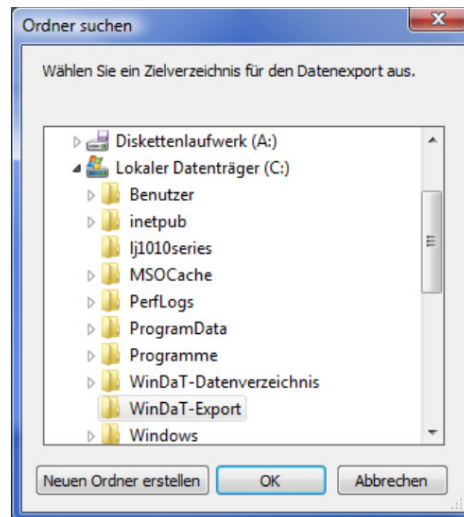 Ordner suchen
Wählen Sie ein Zielverzeichnis für den Datenexport aus.
Diskettenlaufwerk (A:)
Lokaler Datenträger (C:)
Benutzer
inetpub
lj1010series
MSOCache
PerfLogs
ProgramData
Programme
WinDaT-Datenverzeichnis
WinDaT-Export
Windows
Neuen Ordner erstellen OK Abbrechen